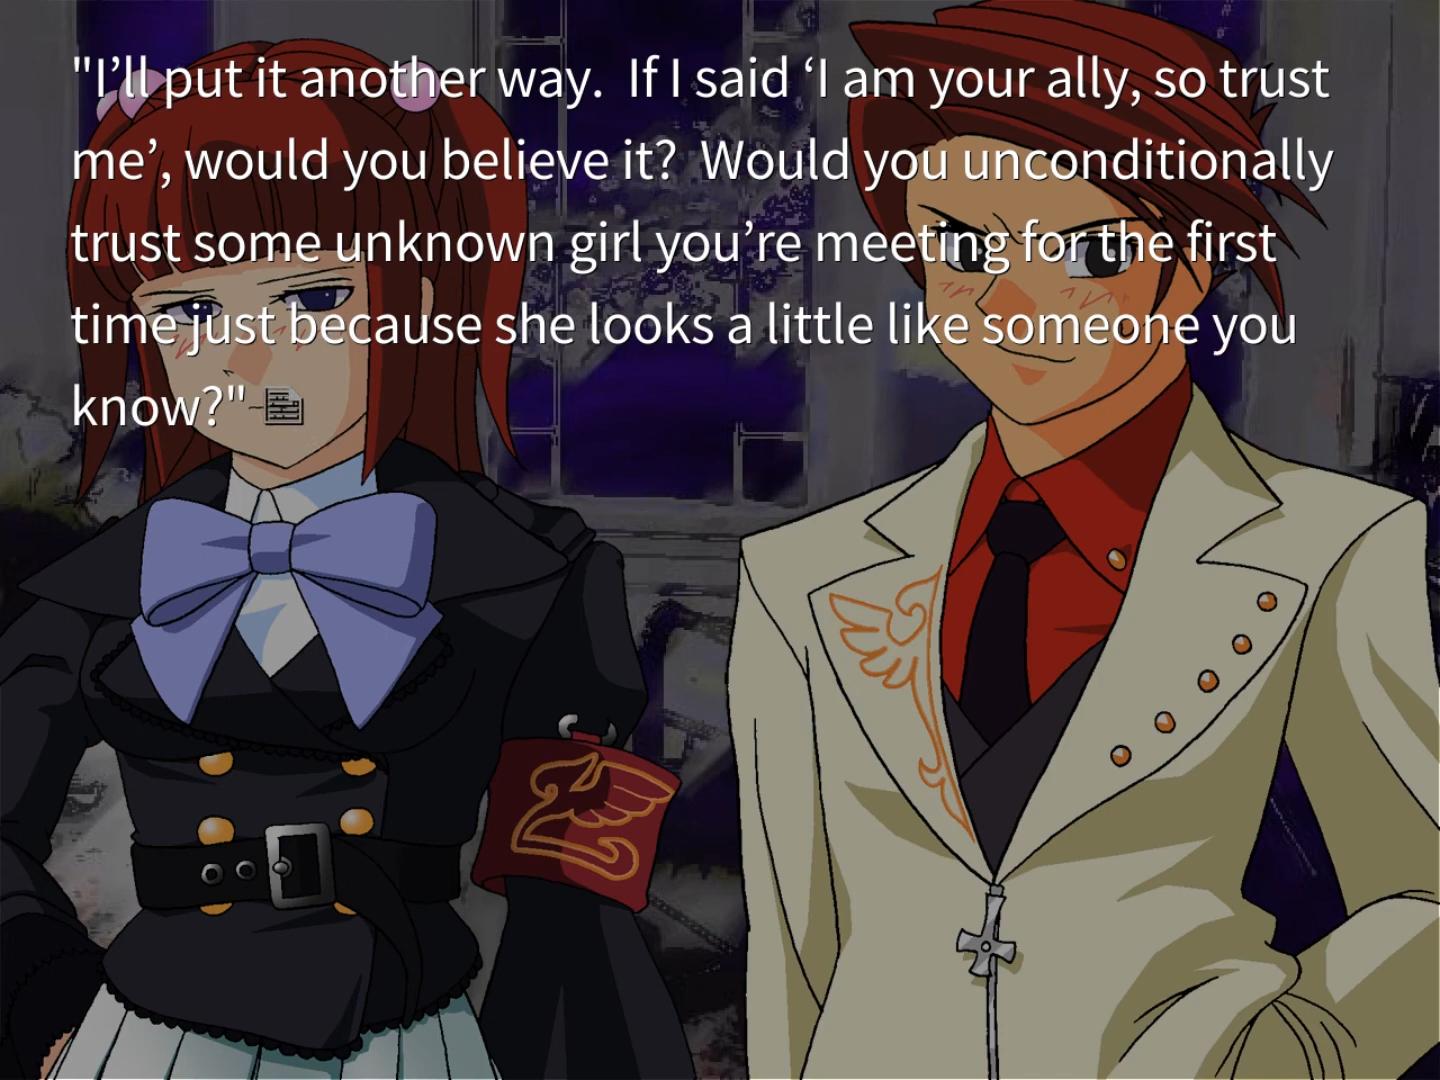 "I’ll put it another way.  If I said ‘I am your ally, so trust
me’, would you believe it?  Would you unconditionally
trust some unknown girl you’re meeting for the first
time just because she looks a little like someone you
know?"